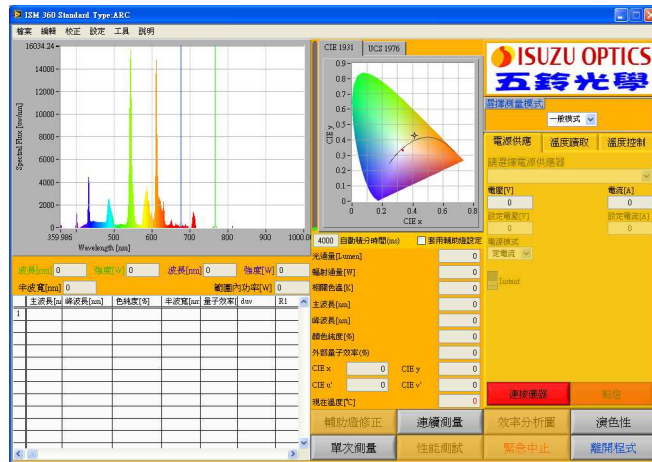 ISM 360 Standard Type:ARC
檔案 編輯 校正 設定 工具 說明
16034.24
14000
12000
10000
8000
6000
4000
2000
0
Spectral Flux [uw/nm]
359.986 500 600 700 800 900 1000.0
Wavelength [nm]
CIE 1931 UCS 1976
0.9
0.8
0.7
0.6
0.5
0.4
0.3
0.2
0.1
0
CIE y
0.0 0.2 0.4 0.6 0.8
CIE x
ISUZU OPTICS
五鈴光學
選擇測量模式
一般模式
電源供應 溫度讀取 溫度控制
請選擇電源供應器
電壓[V] 電流[A]
0 0
設定電壓[V] 設定電流[A]
0 0
電源模式
定電流
Instant
4000 自動積分時間(ms) 套用輔助燈設定
光通量[Lumen] 0
輻射通量[W] 0
相關色溫[K] 0
主波長[nm] 0
峰波長[nm] 0
顏色純度[%] 0
外部量子效率(%) 0
CIE x 0 CIE y 0
CIE u' 0 CIE v' 0
現在溫度[℃] 0
波長[nm] 0 強度[W] 0 波長[nm] 0 強度[W] 0
半波寬[nm] 0 範圍內功率[W] 0
主波長[n 峰波長[nm] 色純度[%] 半波寬[nm 量子效率[ duv R1
1
連接儀器 點燈
輔助燈修正 連續測量 效率分析圖 演色性
單次測量 性能測試 緊急中止 離開程式